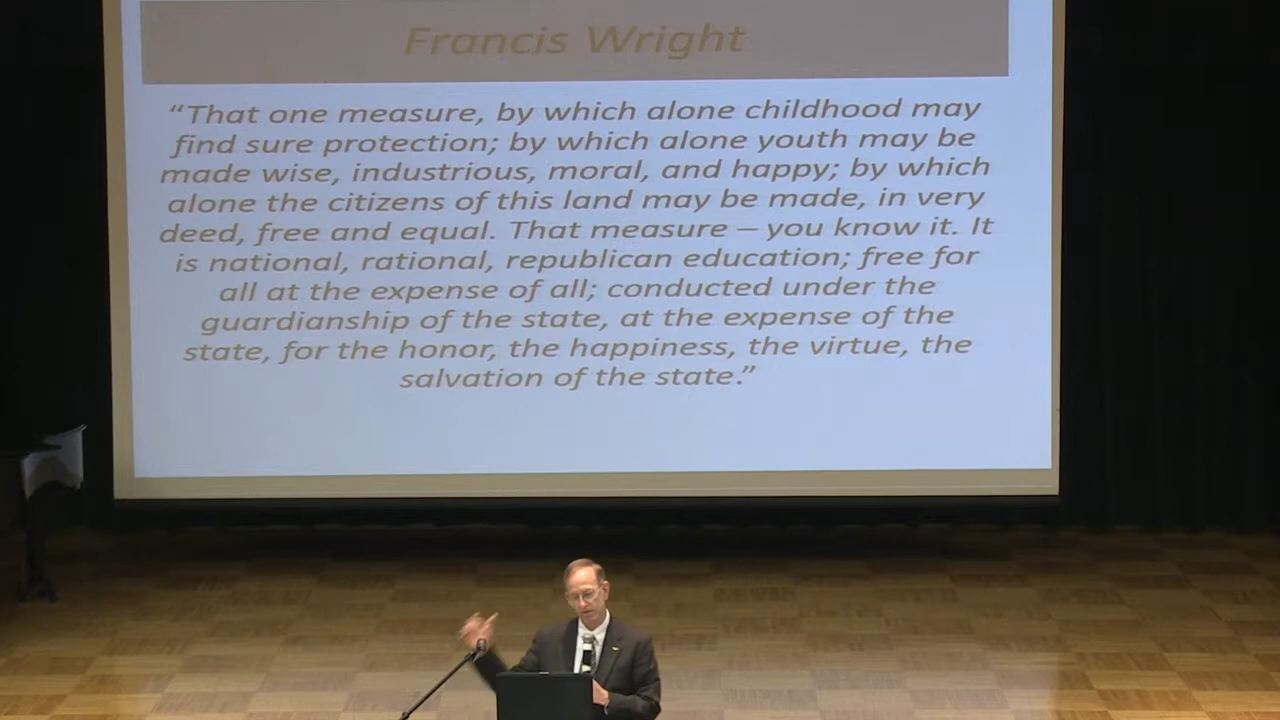 Francis Wright
“That one measure, by which alone childhood may
find sure protection; by which alone youth may be
made wise, industrious, moral, and happy; by which
alone the citizens of this land may be made, in very
deed, free and equal. That measure – you know it. It
is national, rational, republican education; free for
all at the expense of all; conducted under the
guardianship of the state, at the expense of the
state, for the honor, the happiness, the virtue, the
salvation of the state.”